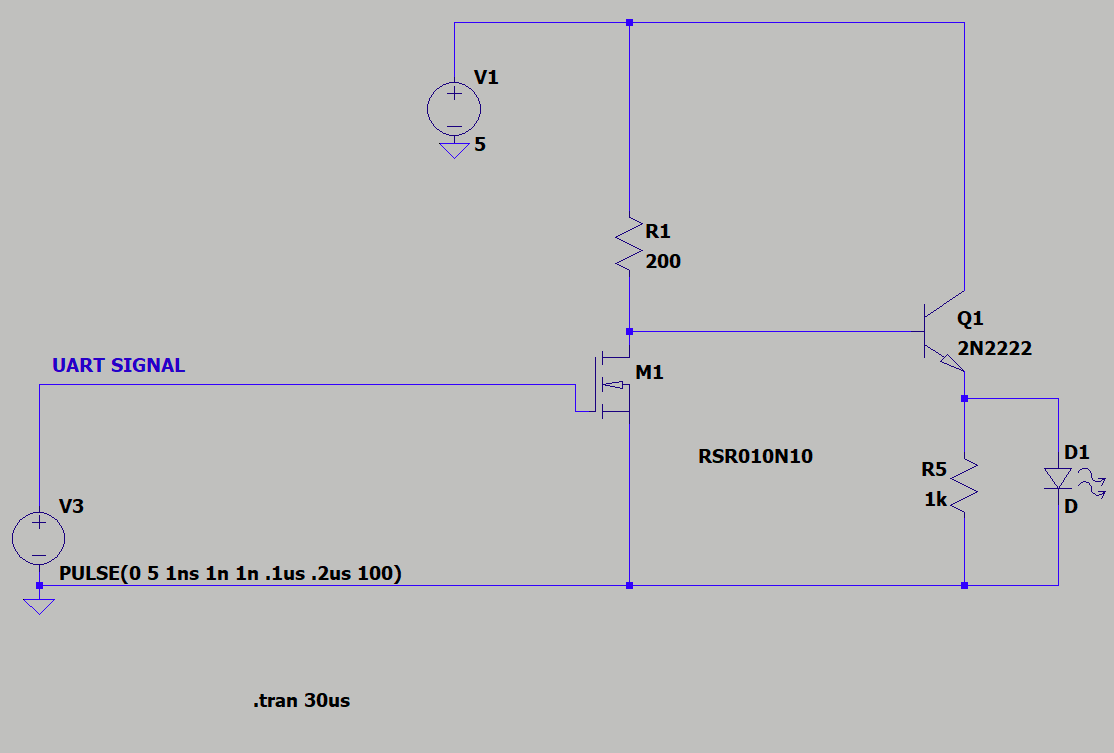 V1
5
R1
200
Q1
2N2222
UART SIGNAL
M1
RSR010N10
D1
R5
1k
D
V3
PULSE(0 5 1ns 1n 1n .1us .2us 100)
.tran 30us